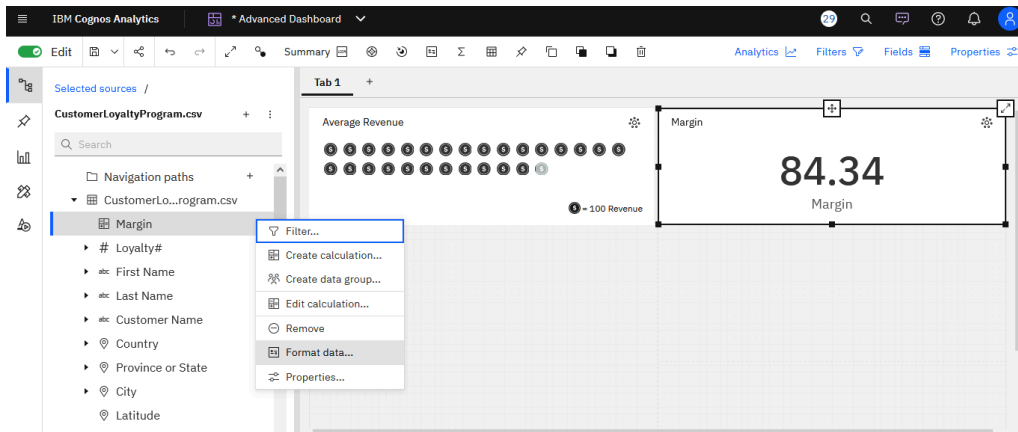 IBM Cognos Analytics
* Advanced Dashboard
29
Edit
Summary
Analytics
Filters
Fields
Properties
Selected sources /
CustomerLoyaltyProgram.csv
Search
Navigation paths
CustomerLo...rogram.csv
Margin
Loyalty#
abc First Name
abc Last Name
abc Customer Name
Country
Province or State
City
Latitude
Filter...
Create calculation...
Create data group...
Edit calculation...
Remove
Format data...
Properties...
Tab 1 +
Average Revenue
= 100 Revenue
Margin
84.34
Margin